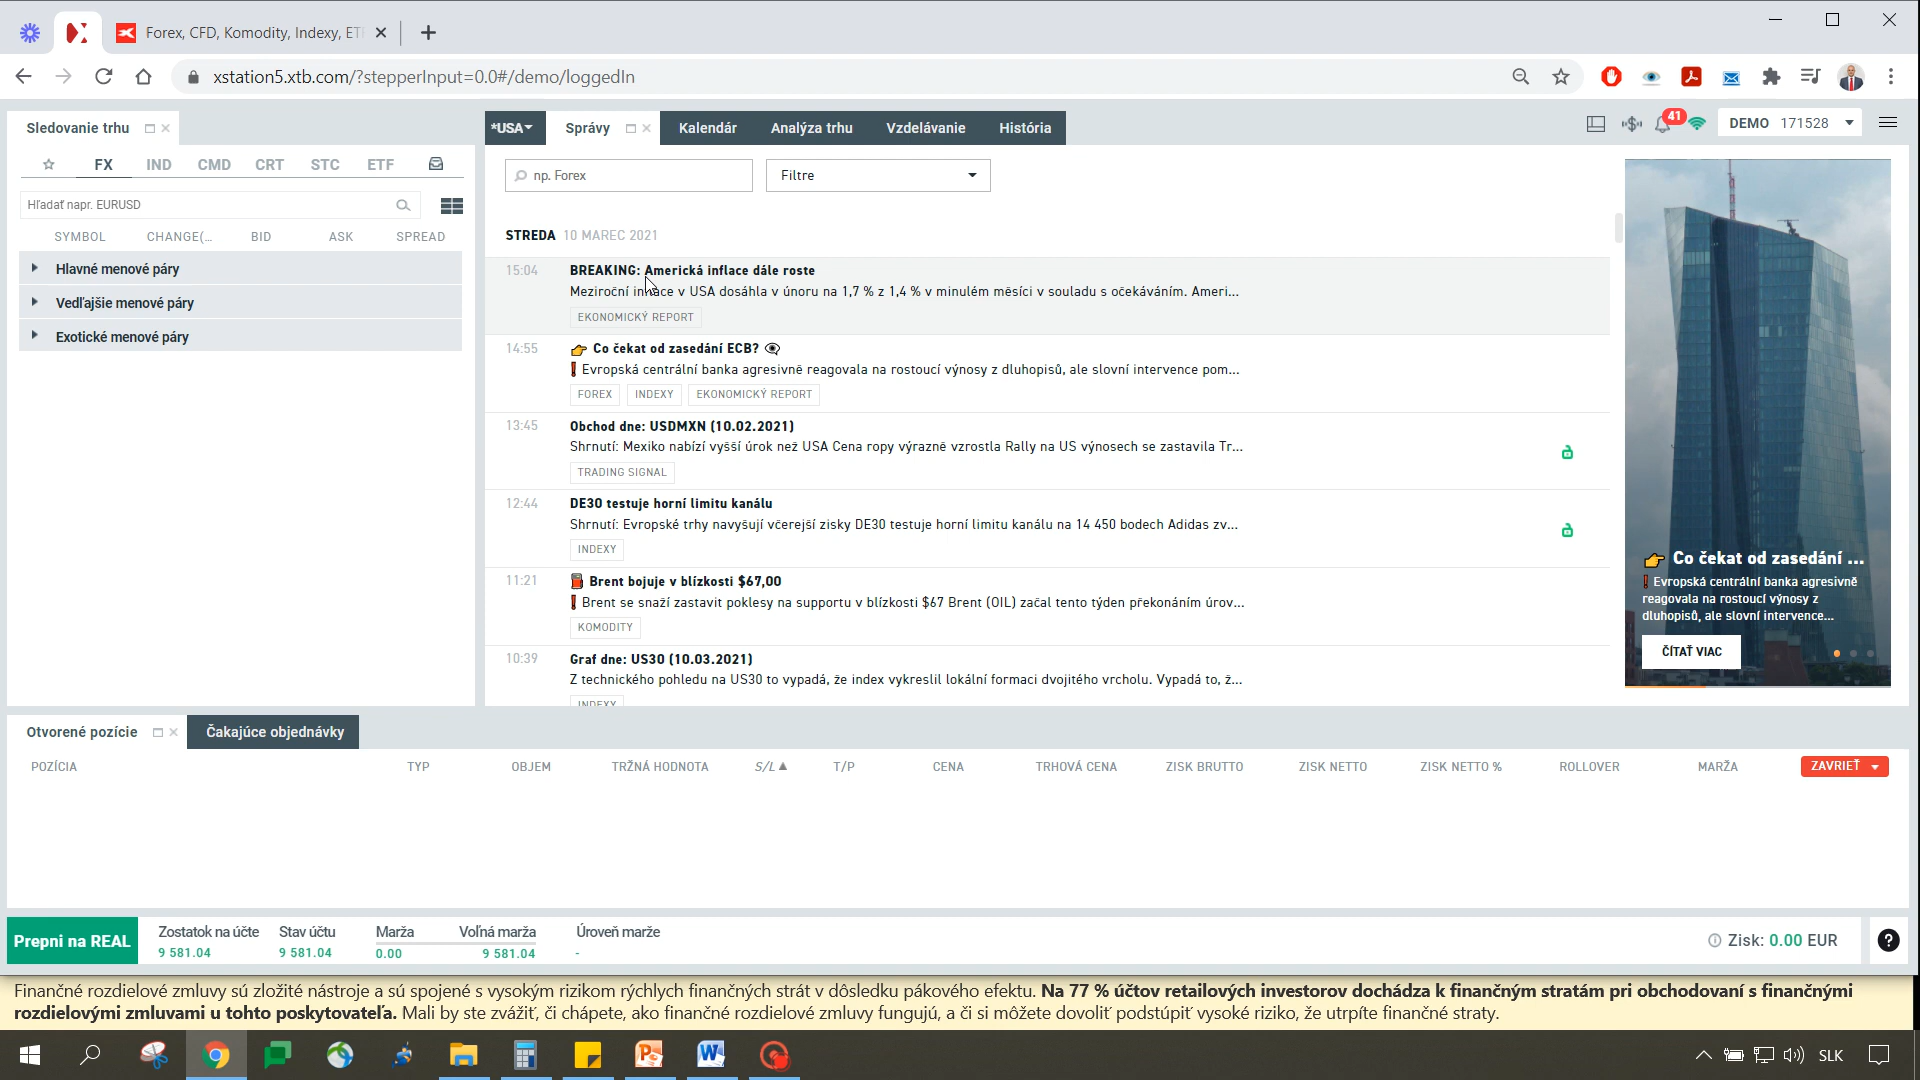 Forex, CFD, Komodity, Indexy, ET
xstation5.xtb.com/?stepperInput=0.0#/demo/loggedIn
Sledovanie trhu
*USA
Správy
Kalendár
Analýza trhu
Vzdelávanie
História
41
DEMO 171528
FX
IND
CMD
CRT
STC
ETF
np. Forex
Filtre
Hľadať napr. EURUSD
SYMBOL
CHANGE(...
BID
ASK
SPREAD
Hlavné menové páry
Vedľajšie menové páry
Exotické menové páry
STREDA 10 MAREC 2021
15:04
BREAKING: Americká inflace dále roste
Meziroční inflace v USA dosáhla v únoru na 1,7 % z 1,4 % v minulém měsíci v souladu s očekáváním. Ameri...
EKONOMICKÝ REPORT
14:55
👉 Co čekat od zasedání ECB? 👁‍🗨
❗ Evropská centrální banka agresivně reagovala na rostoucí výnosy z dluhopisů, ale slovní intervence pom...
FOREX
INDEXY
EKONOMICKÝ REPORT
13:45
Obchod dne: USDMXN (10.02.2021)
Shrnutí: Mexiko nabízí vyšší úrok než USA Cena ropy výrazně vzrostla Rally na US výnosech se zastavila Tr...
TRADING SIGNAL
12:44
DE30 testuje horní limitu kanálu
Shrnutí: Evropské trhy navyšují včerejší zisky DE30 testuje horní limitu kanálu na 14 450 bodech Adidas zv...
INDEXY
11:21
Brent bojuje v blízkosti $67,00
❗ Brent se snaží zastavit poklesy na supportu v blízkosti $67 Brent (OIL) začal tento týden překonáním úrov...
KOMODITY
10:39
Graf dne: US30 (10.03.2021)
Z technického pohledu na US30 to vypadá, že index vykreslil lokální formaci dvojitého vrcholu. Vypadá to, ž...
INDEXY
👉 Co čekat od zasedání ...
❗ Evropská centrální banka agresivně
reagovala na rostoucí výnosy z
dluhopisů, ale slovní intervence...
ČÍTAŤ VIAC
Otvorené pozície
Čakajúce objednávky
POZÍCIA
TYP
OBJEM
TRŽNÁ HODNOTA
S/L
T/P
CENA
TRHOVÁ CENA
ZISK BRUTTO
ZISK NETTO
ZISK NETTO %
ROLLOVER
MARŽA
ZAVRIEŤ
Prepni na REAL
Zostatok na účte
9 581.04
Stav účtu
9 581.04
Marža
0.00
Voľná marža
9 581.04
Úroveň marže
-
Zisk: 0.00 EUR
?
Finančné rozdielové zmluvy sú zložité nástroje a sú spojené s vysokým rizikom rýchlych finančných strát v dôsledku pákového efektu. Na 77 % účtov retailových investorov dochádza k finančným stratám pri obchodovaní s finančnými
rozdielovými zmluvami u tohto poskytovateľa. Mali by ste zvážiť, či chápete, ako finančné rozdielové zmluvy fungujú, a či si môžete dovoliť podstúpiť vysoké riziko, že utrpíte finančné straty.
SLK